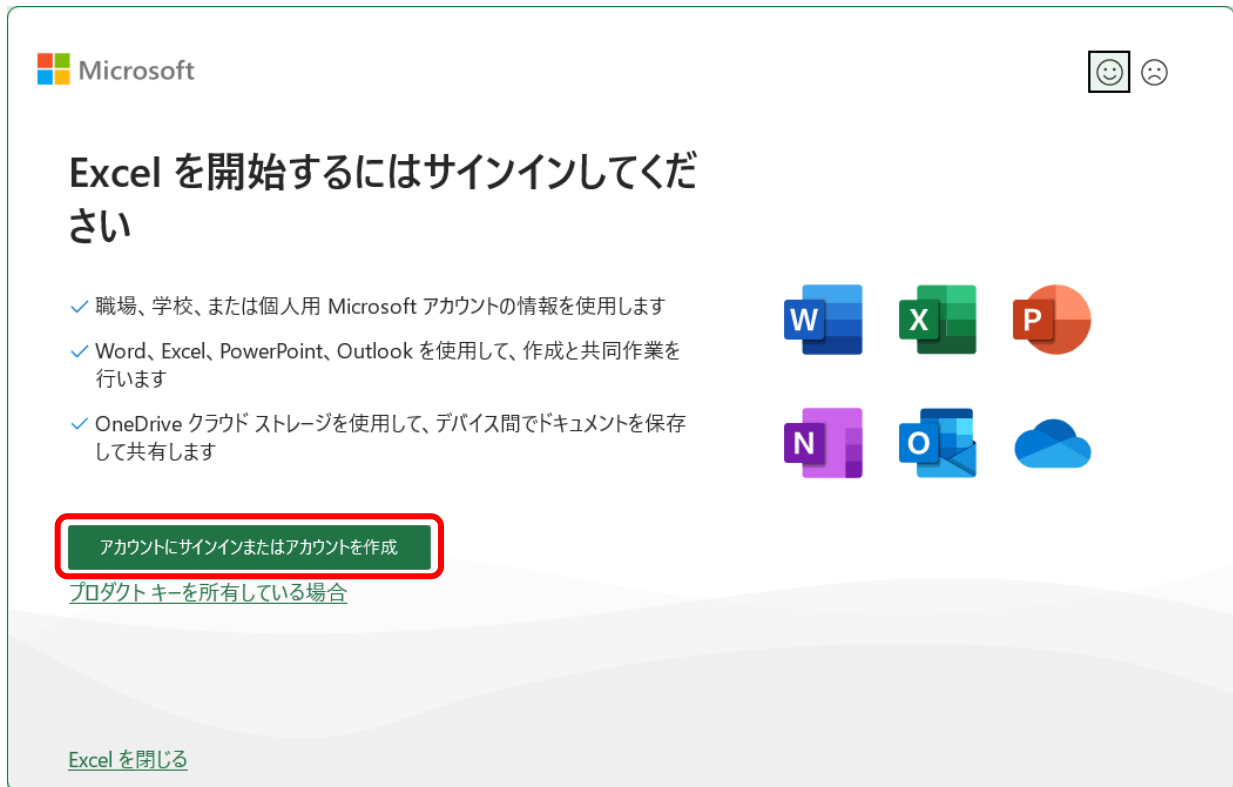 Microsoft
Excel を開始するにはサインインしてくだ
さい
職場、学校、または個人用 Microsoft アカウントの情報を使用します
Word、Excel、PowerPoint、Outlook を使用して、作成と共同作業を
行います
OneDrive クラウド ストレージを使用して、デバイス間でドキュメントを保存
して共有します
W
X
P
N
O
アカウントにサインインまたはアカウントを作成
プロダクト キーを所有している場合
Excel を閉じる